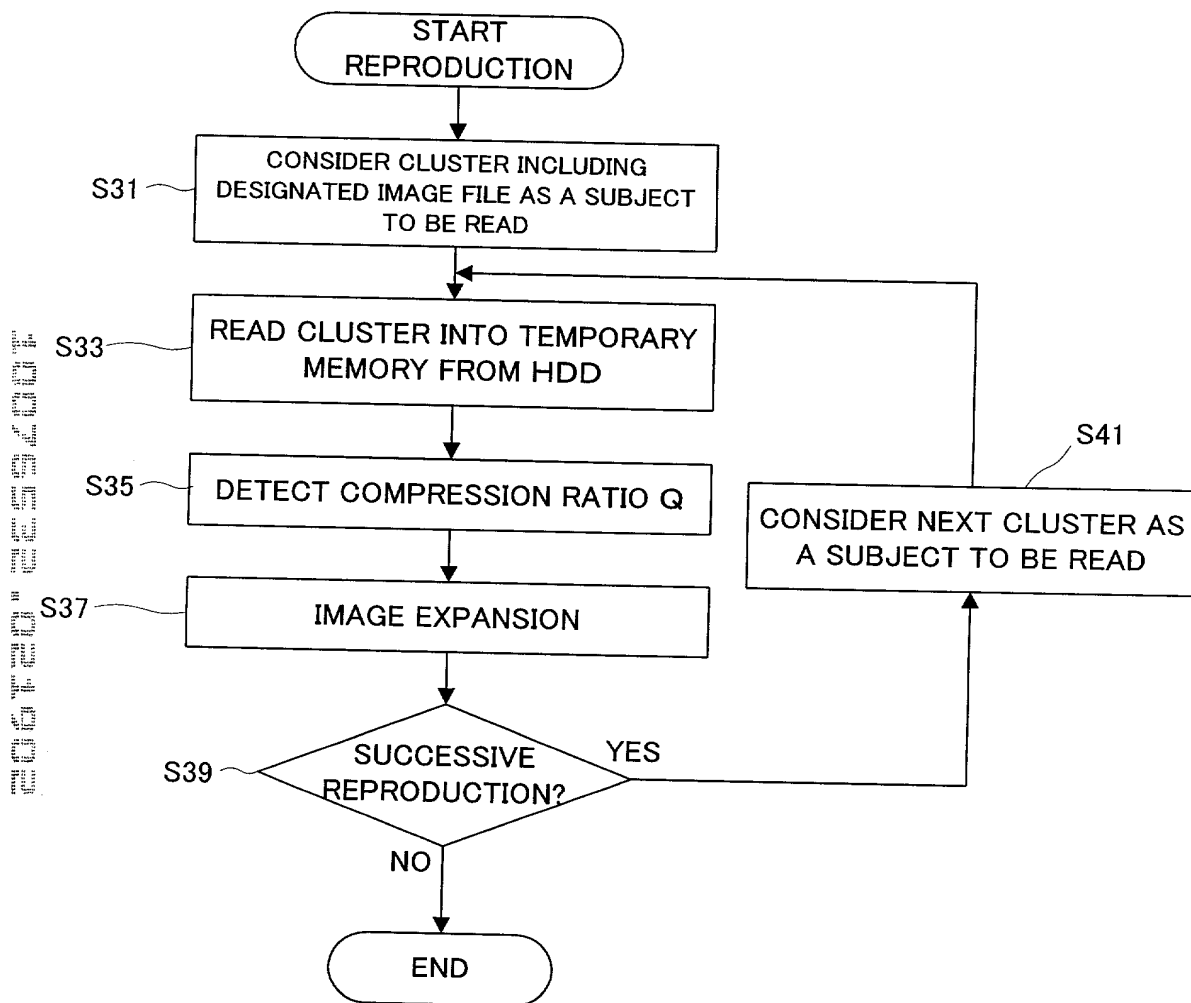 START
REPRODUCTION
S31
CONSIDER CLUSTER INCLUDING
DESIGNATED IMAGE FILE AS A SUBJECT
TO BE READ
S33
READ CLUSTER INTO TEMPORARY
MEMORY FROM HDD
S41
CONSIDER NEXT CLUSTER AS
A SUBJECT TO BE READ
S35
DETECT COMPRESSION RATIO Q
S37
IMAGE EXPANSION
S39
SUCCESSIVE
REPRODUCTION?
YES
NO
END
10076532.021902